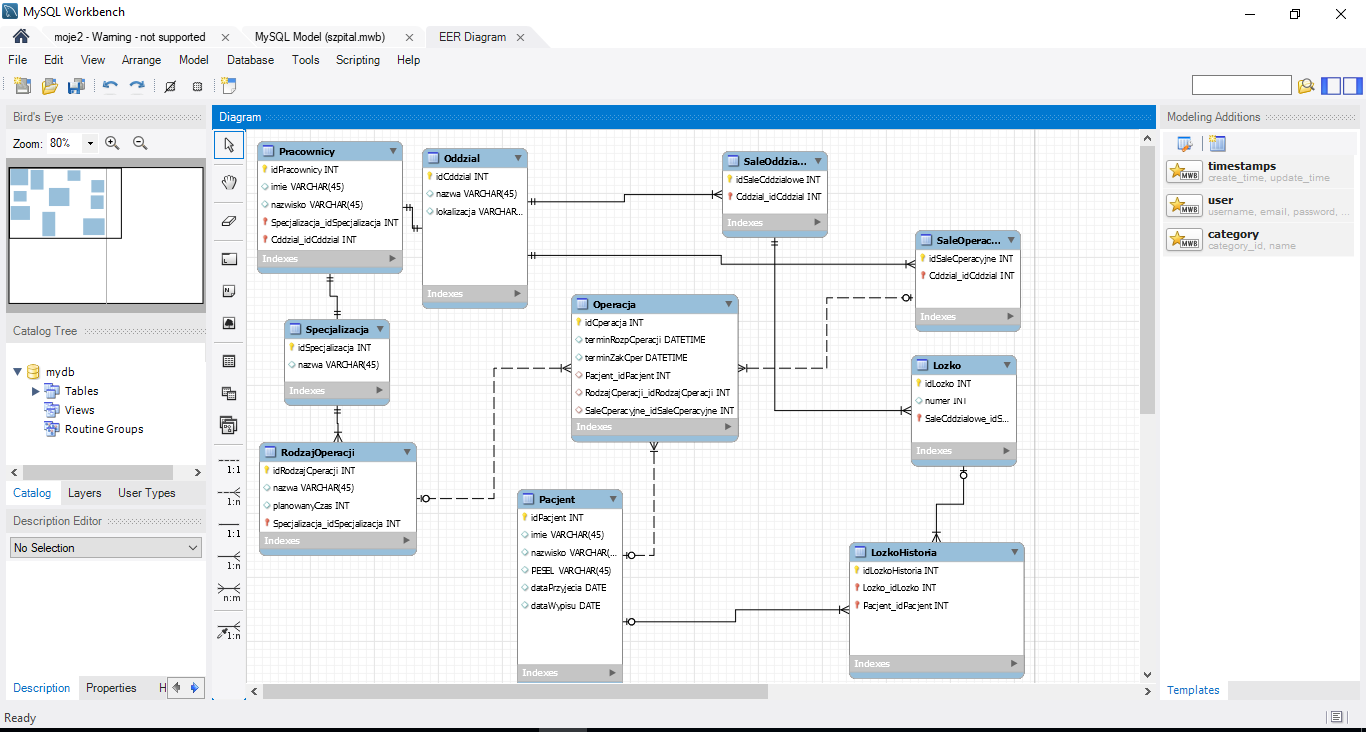 MySQL Workbench
moje2 - Warning - not supported
MySQL Model (szpital.mwb)
EER Diagram
File Edit View Arrange Model Database Tools Scripting Help
Bird's Eye
Zoom: 80%
Catalog Tree
mydb
Tables
Views
Routine Groups
Catalog Layers User Types
Description Editor
No Selection
Description Properties H
Ready
Diagram
1:1
1:n
1:1
1:n
n:m
1:n
Pracownicy
idPracownicy INT
imie VARCHAR(45)
nazwisko VARCHAR(45)
Specjalizacja_idSpecjalizacja INT
Oddzial_idOddzial INT
Indexes
Oddzial
idOddzial INT
nazwa VARCHAR(45)
lokalizacja VARCHAR...
Indexes
SaleOddzia...
idSaleOddzialowe INT
Oddzial_idOddzial INT
Indexes
SaleOperac...
idSaleOperacyjne INT
Oddzial_idOddzial INT
Indexes
Specjalizacja
idSpecjalizacja INT
nazwa VARCHAR(45)
Indexes
Operacja
idOperacja INT
terminRozpOperacji DATETIME
terminZakOper DATETIME
Pacjent_idPacjent INT
RodzajOperacji_idRodzajOperacji INT
SaleOperacyjne_idSaleOperacyjne INT
Indexes
Lozko
idLozko INT
numer INT
SaleOddzialowe_idS...
Indexes
RodzajOperacji
idRodzajOperacji INT
nazwa VARCHAR(45)
planowanyCzas INT
Specjalizacja_idSpecjalizacja INT
Indexes
Pacjent
idPacjent INT
imie VARCHAR(45)
nazwisko VARCHAR(...
PESEL VARCHAR(45)
dataPrzyjecia DATE
dataWypisu DATE
Indexes
LozkoHistoria
idLozkoHistoria INT
Lozko_idLozko INT
Pacjent_idPacjent INT
Indexes
Modeling Additions
timestamps
create_time, update_time
user
username, email, password, ...
category
category_id, name
MWB
MWB
MWB
Templates